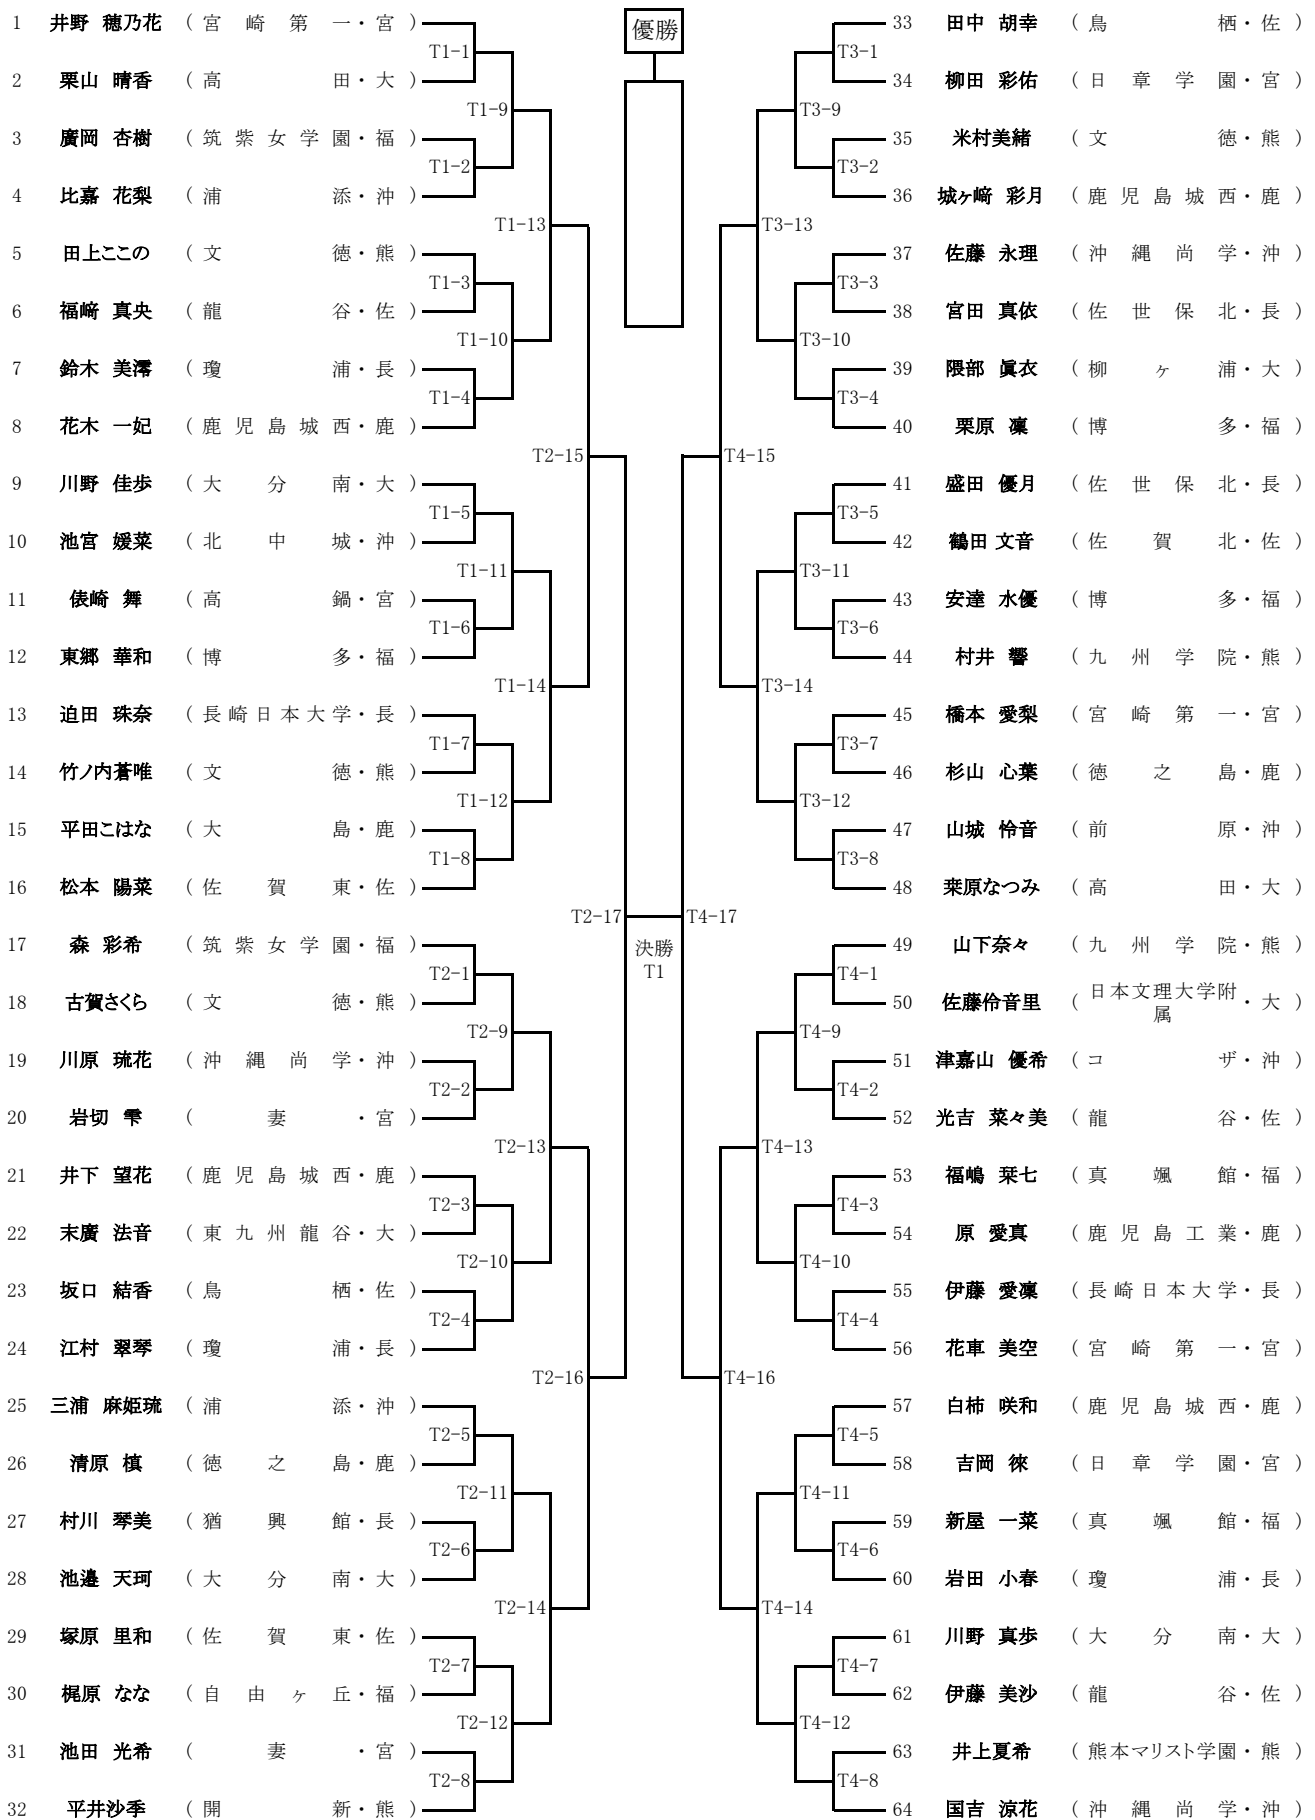 優勝
1 井野 穂乃花 (宮崎第一・宮)
T1-1
2 栗山 晴香 (高田・大)
T1-9
3 廣岡 杏樹 (筑紫女学園・福)
T1-2
4 比嘉 花梨 (浦添・沖)
T1-13
5 田上ここの (文徳・熊)
T1-3
6 福﨑 真央 (龍谷・佐)
T1-10
7 鈴木 美澪 (瓊浦・長)
T1-4
8 花木 一妃 (鹿児島城西・鹿)
T2-15
9 川野 佳歩 (大分南・大)
T1-5
10 池宮 媛菜 (北中城・沖)
T1-11
11 俵崎 舞 (高鍋・宮)
T1-6
12 東郷 華和 (博多・福)
T1-14
13 迫田 珠奈 (長崎日本大学・長)
T1-7
14 竹ノ内蒼唯 (文徳・熊)
T1-12
15 平田こはな (大島・鹿)
T1-8
16 松本 陽菜 (佐賀東・佐)
T2-17
17 森 彩希 (筑紫女学園・福)
T2-1
18 古賀さくら (文徳・熊)
T2-9
19 川原 琉花 (沖縄尚学・沖)
T2-2
20 岩切 雫 (妻・宮)
T2-13
21 井下 望花 (鹿児島城西・鹿)
T2-3
22 末廣 法音 (東九州龍谷・大)
T2-10
23 坂口 結香 (鳥栖・佐)
T2-4
24 江村 翠琴 (瓊浦・長)
T2-16
25 三浦 麻姫琉 (浦添・沖)
T2-5
26 清原 槙 (徳之島・鹿)
T2-11
27 村川 琴美 (猶興館・長)
T2-6
28 池邉 天珂 (大分南・大)
T2-14
29 塚原 里和 (佐賀東・佐)
T2-7
30 梶原 なな (自由ヶ丘・福)
T2-12
31 池田 光希 (妻・宮)
T2-8
32 平井沙季 (開新・熊)
決勝
T1
33 田中 胡幸 (鳥栖・佐)
T3-1
34 柳田 彩佑 (日章学園・宮)
T3-9
35 米村美緒 (文徳・熊)
T3-2
36 城ヶ﨑 彩月 (鹿児島城西・鹿)
T3-13
37 佐藤 永理 (沖縄尚学・沖)
T3-3
38 宮田 真依 (佐世保北・長)
T3-10
39 隈部 眞衣 (柳ヶ浦・大)
T3-4
40 栗原 凜 (博多・福)
T4-15
41 盛田 優月 (佐世保北・長)
T3-5
42 鶴田 文音 (佐賀北・佐)
T3-11
43 安達 水優 (博多・福)
T3-6
44 村井 響 (九州学院・熊)
T3-14
45 橋本 愛梨 (宮崎第一・宮)
T3-7
46 杉山 心葉 (徳之島・鹿)
T3-12
47 山城 怜音 (前原・沖)
T3-8
48 栞原なつみ (高田・大)
T4-17
49 山下奈々 (九州学院・熊)
T4-1
50 佐藤伶音里 (日本文理大学附属・大)
T4-9
51 津嘉山 優希 (コザ・沖)
T4-2
52 光吉 菜々美 (龍谷・佐)
T4-13
53 福嶋 栞七 (真颯館・福)
T4-3
54 原 愛真 (鹿児島工業・鹿)
T4-10
55 伊藤 愛凜 (長崎日本大学・長)
T4-4
56 花車 美空 (宮崎第一・宮)
T4-16
57 白柿 咲和 (鹿児島城西・鹿)
T4-5
58 吉岡 徠 (日章学園・宮)
T4-11
59 新屋 一菜 (真颯館・福)
T4-6
60 岩田 小春 (瓊浦・長)
T4-14
61 川野 真歩 (大分南・大)
T4-7
62 伊藤 美沙 (龍谷・佐)
T4-12
63 井上夏希 (熊本マリスト学園・熊)
T4-8
64 国吉 涼花 (沖縄尚学・沖)